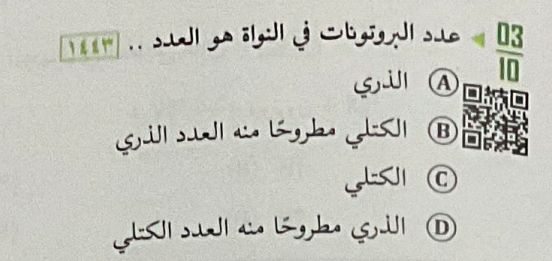 03/10 ◄ عدد البروتونات في النواة هو العدد .. ١٤٤٣
A الذري
B الكتلي مطروحًا منه العدد الذري
C الكتلي
D الذري مطروحًا منه العدد الكتلي